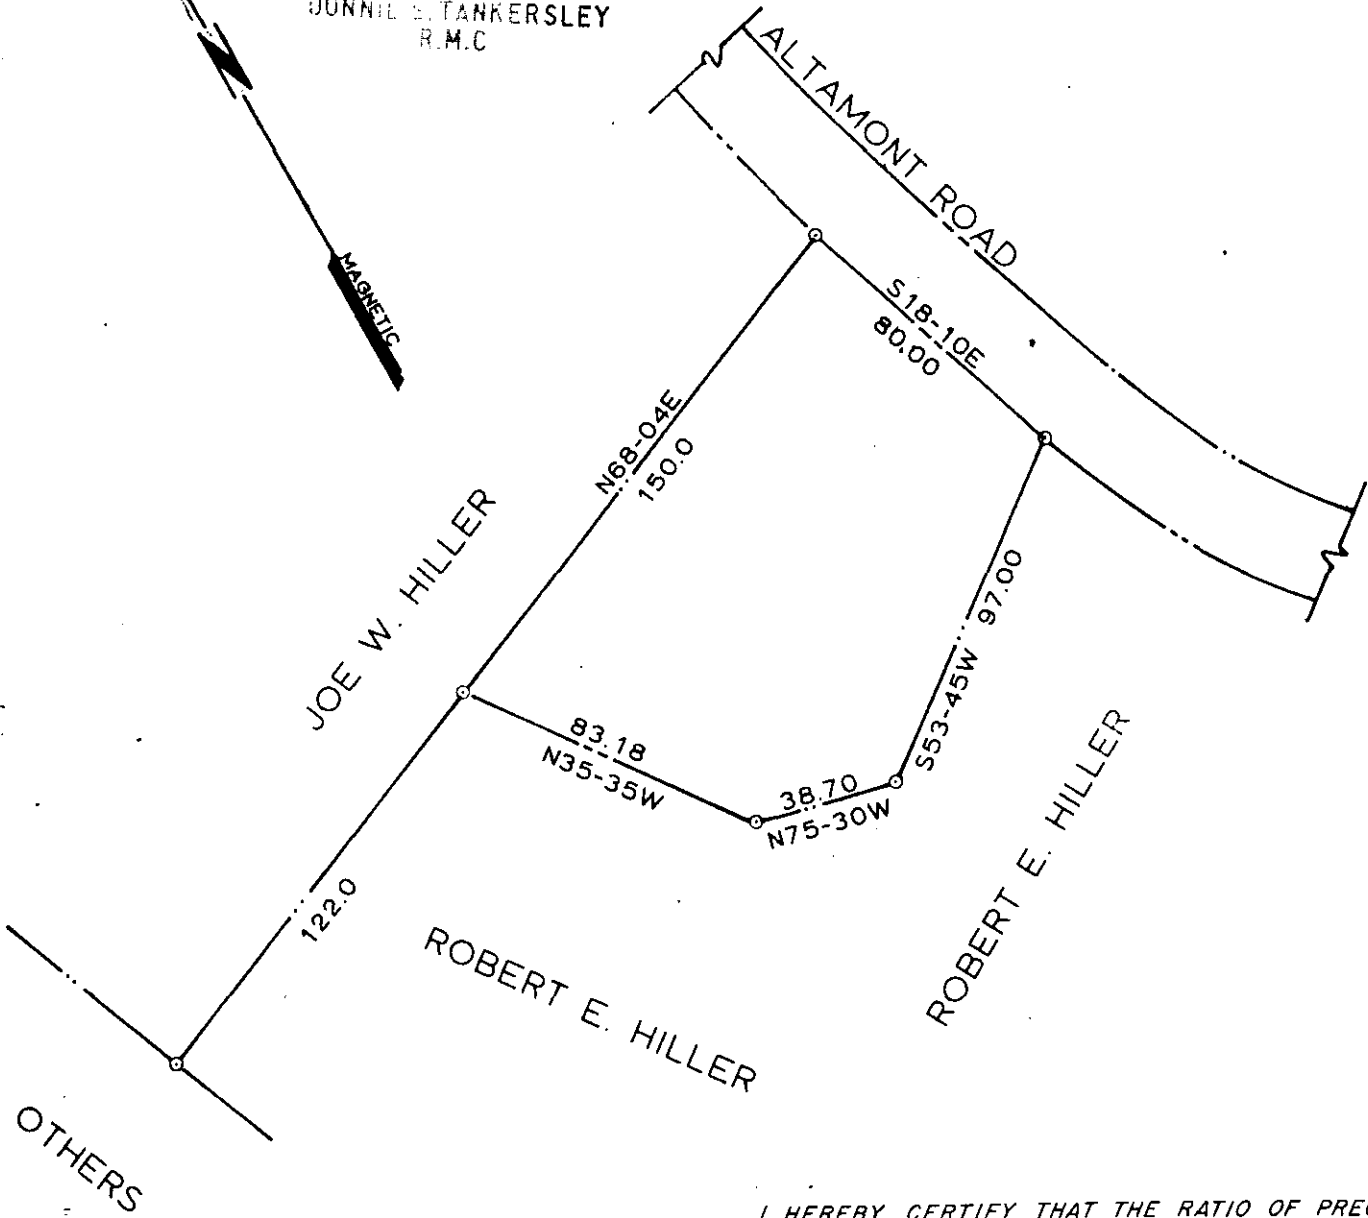 TANKERSLEY
R.M.C
ALTAMONT ROAD
MAGNETIC
S18-10E
80.00
N68-04E
150.0
JOE W. HILLER
97.00
S53-45W
83.18
N35-35W
38.70
N75-30W
122.0
ROBERT E. HILLER
ROBERT E. HILLER
OTHERS
I HEREBY CERTIFY THAT THE RATIO OF